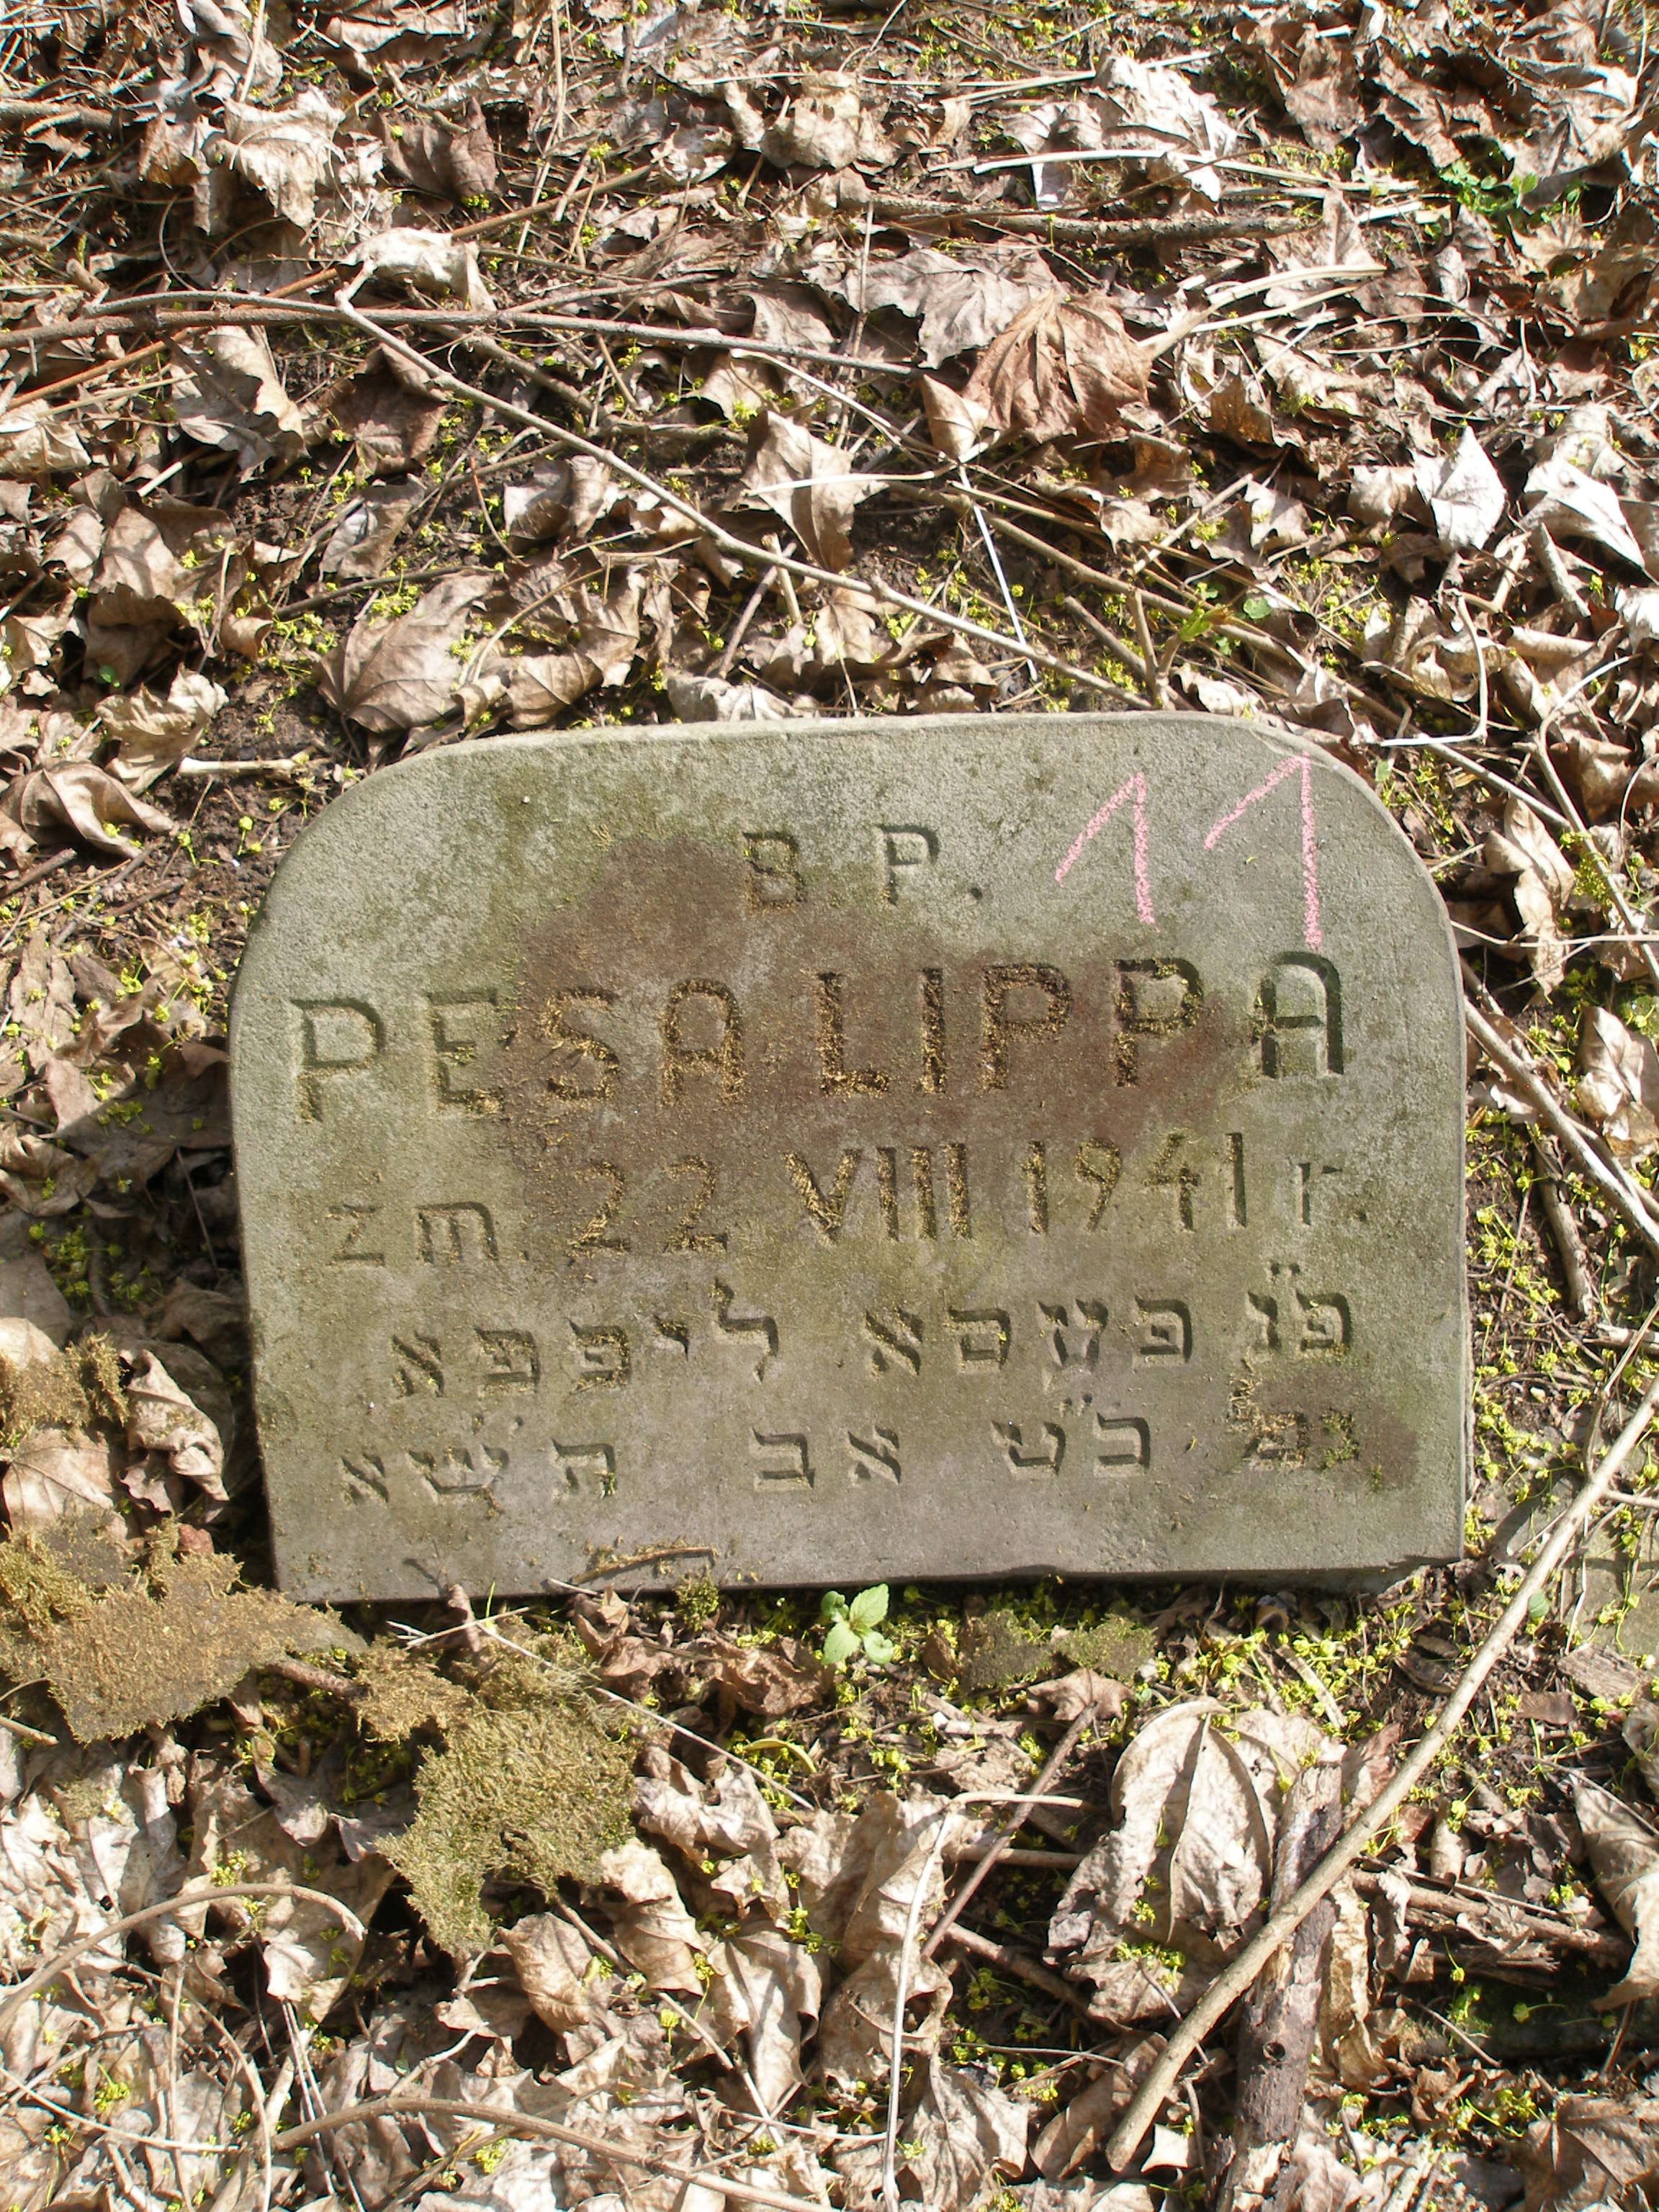 B. P.
11
PESA LIPPA
zm. 22 VIII 1941 r.
פ״נ פעסא ליפפא
נפ׳ כ״ט אב תש״א